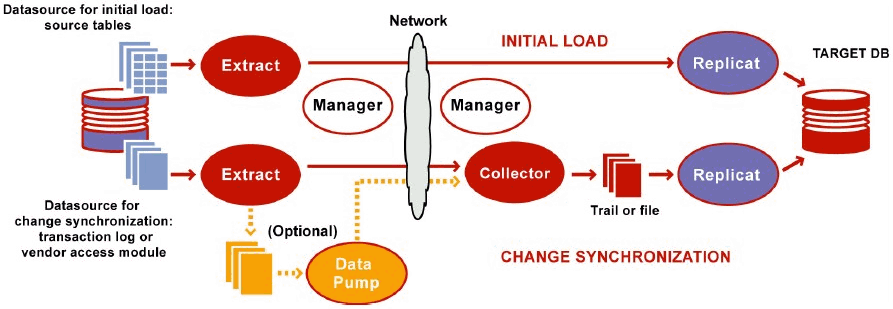 Datasource for initial load:
source tables
Network
INITIAL LOAD
TARGET DB
Extract
Replicat
Manager
Manager
Extract
Collector
Replicat
Trail or file
Datasource for
change synchronization:
transaction log or
vendor access module
(Optional)
Data
Pump
CHANGE SYNCHRONIZATION